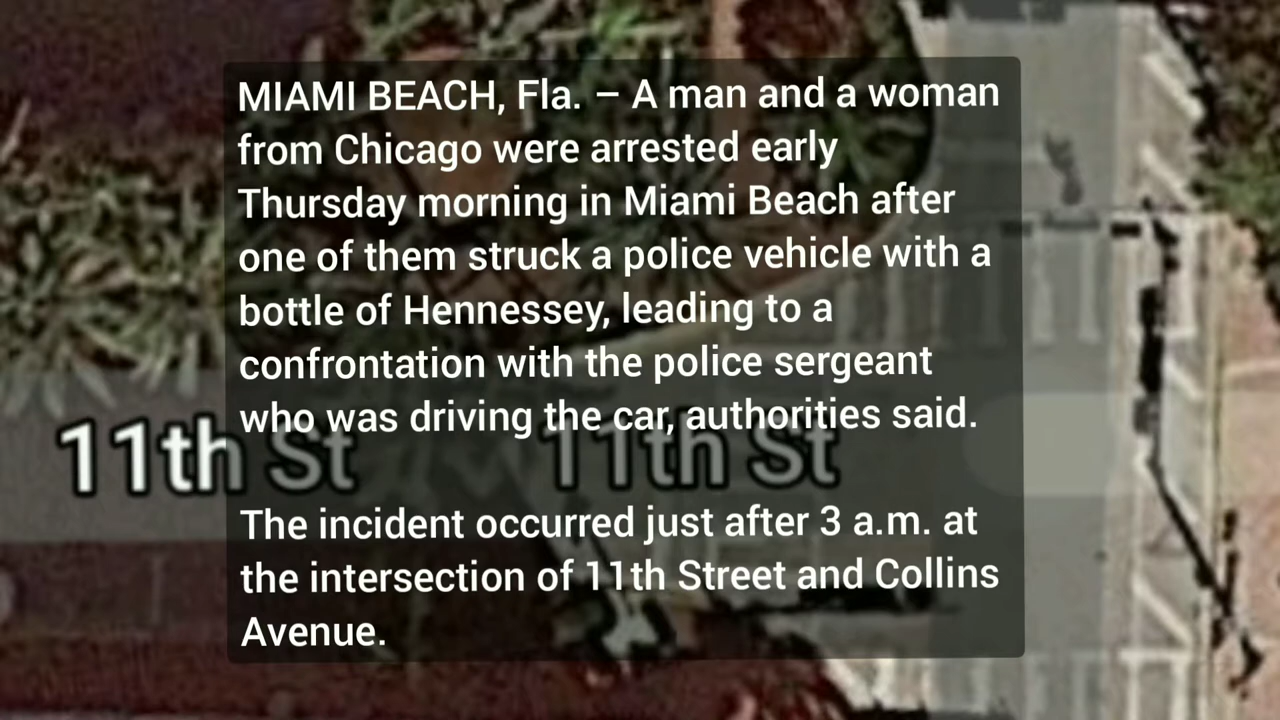 MIAMI BEACH, Fla. – A man and a woman
from Chicago were arrested early
Thursday morning in Miami Beach after
one of them struck a police vehicle with a
bottle of Hennessey, leading to a
confrontation with the police sergeant
who was driving the car, authorities said.
11th St 11th St
The incident occurred just after 3 a.m. at
the intersection of 11th Street and Collins
Avenue.